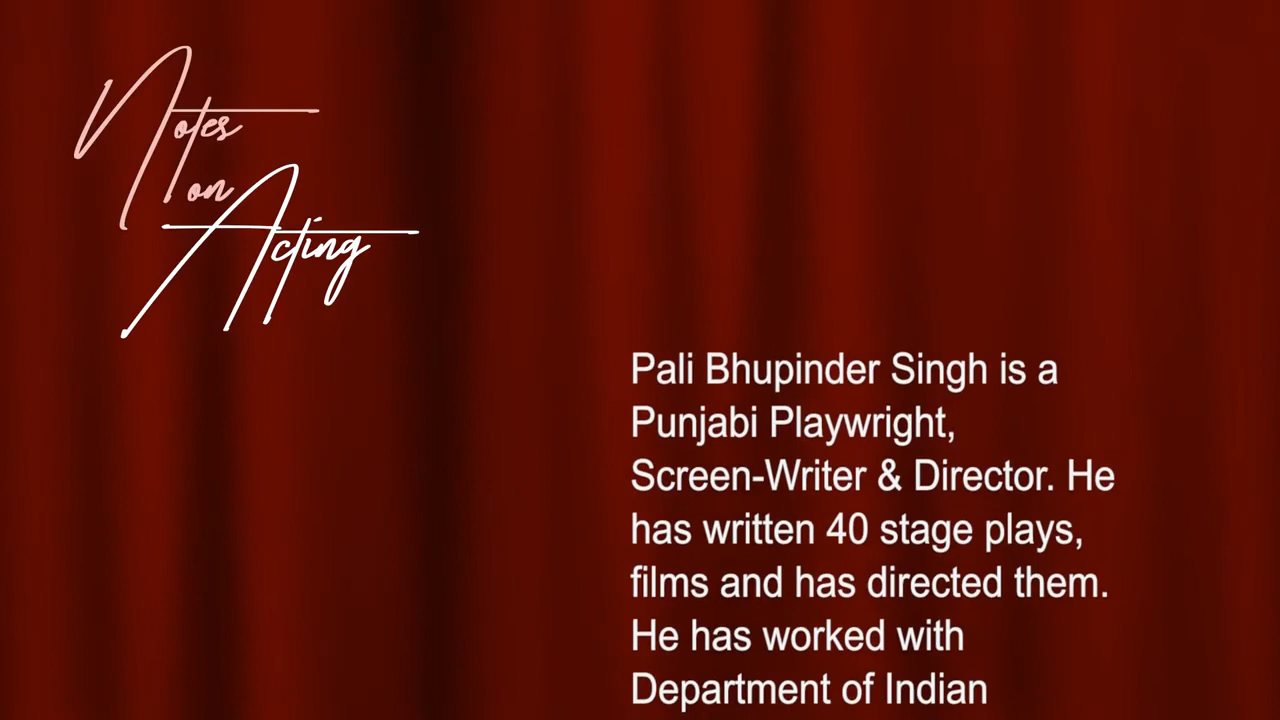 Notes
on
Acting
Pali Bhupinder Singh is a
Punjabi Playwright,
Screen-Writer & Director. He
has written 40 stage plays,
films and has directed them.
He has worked with
Department of Indian